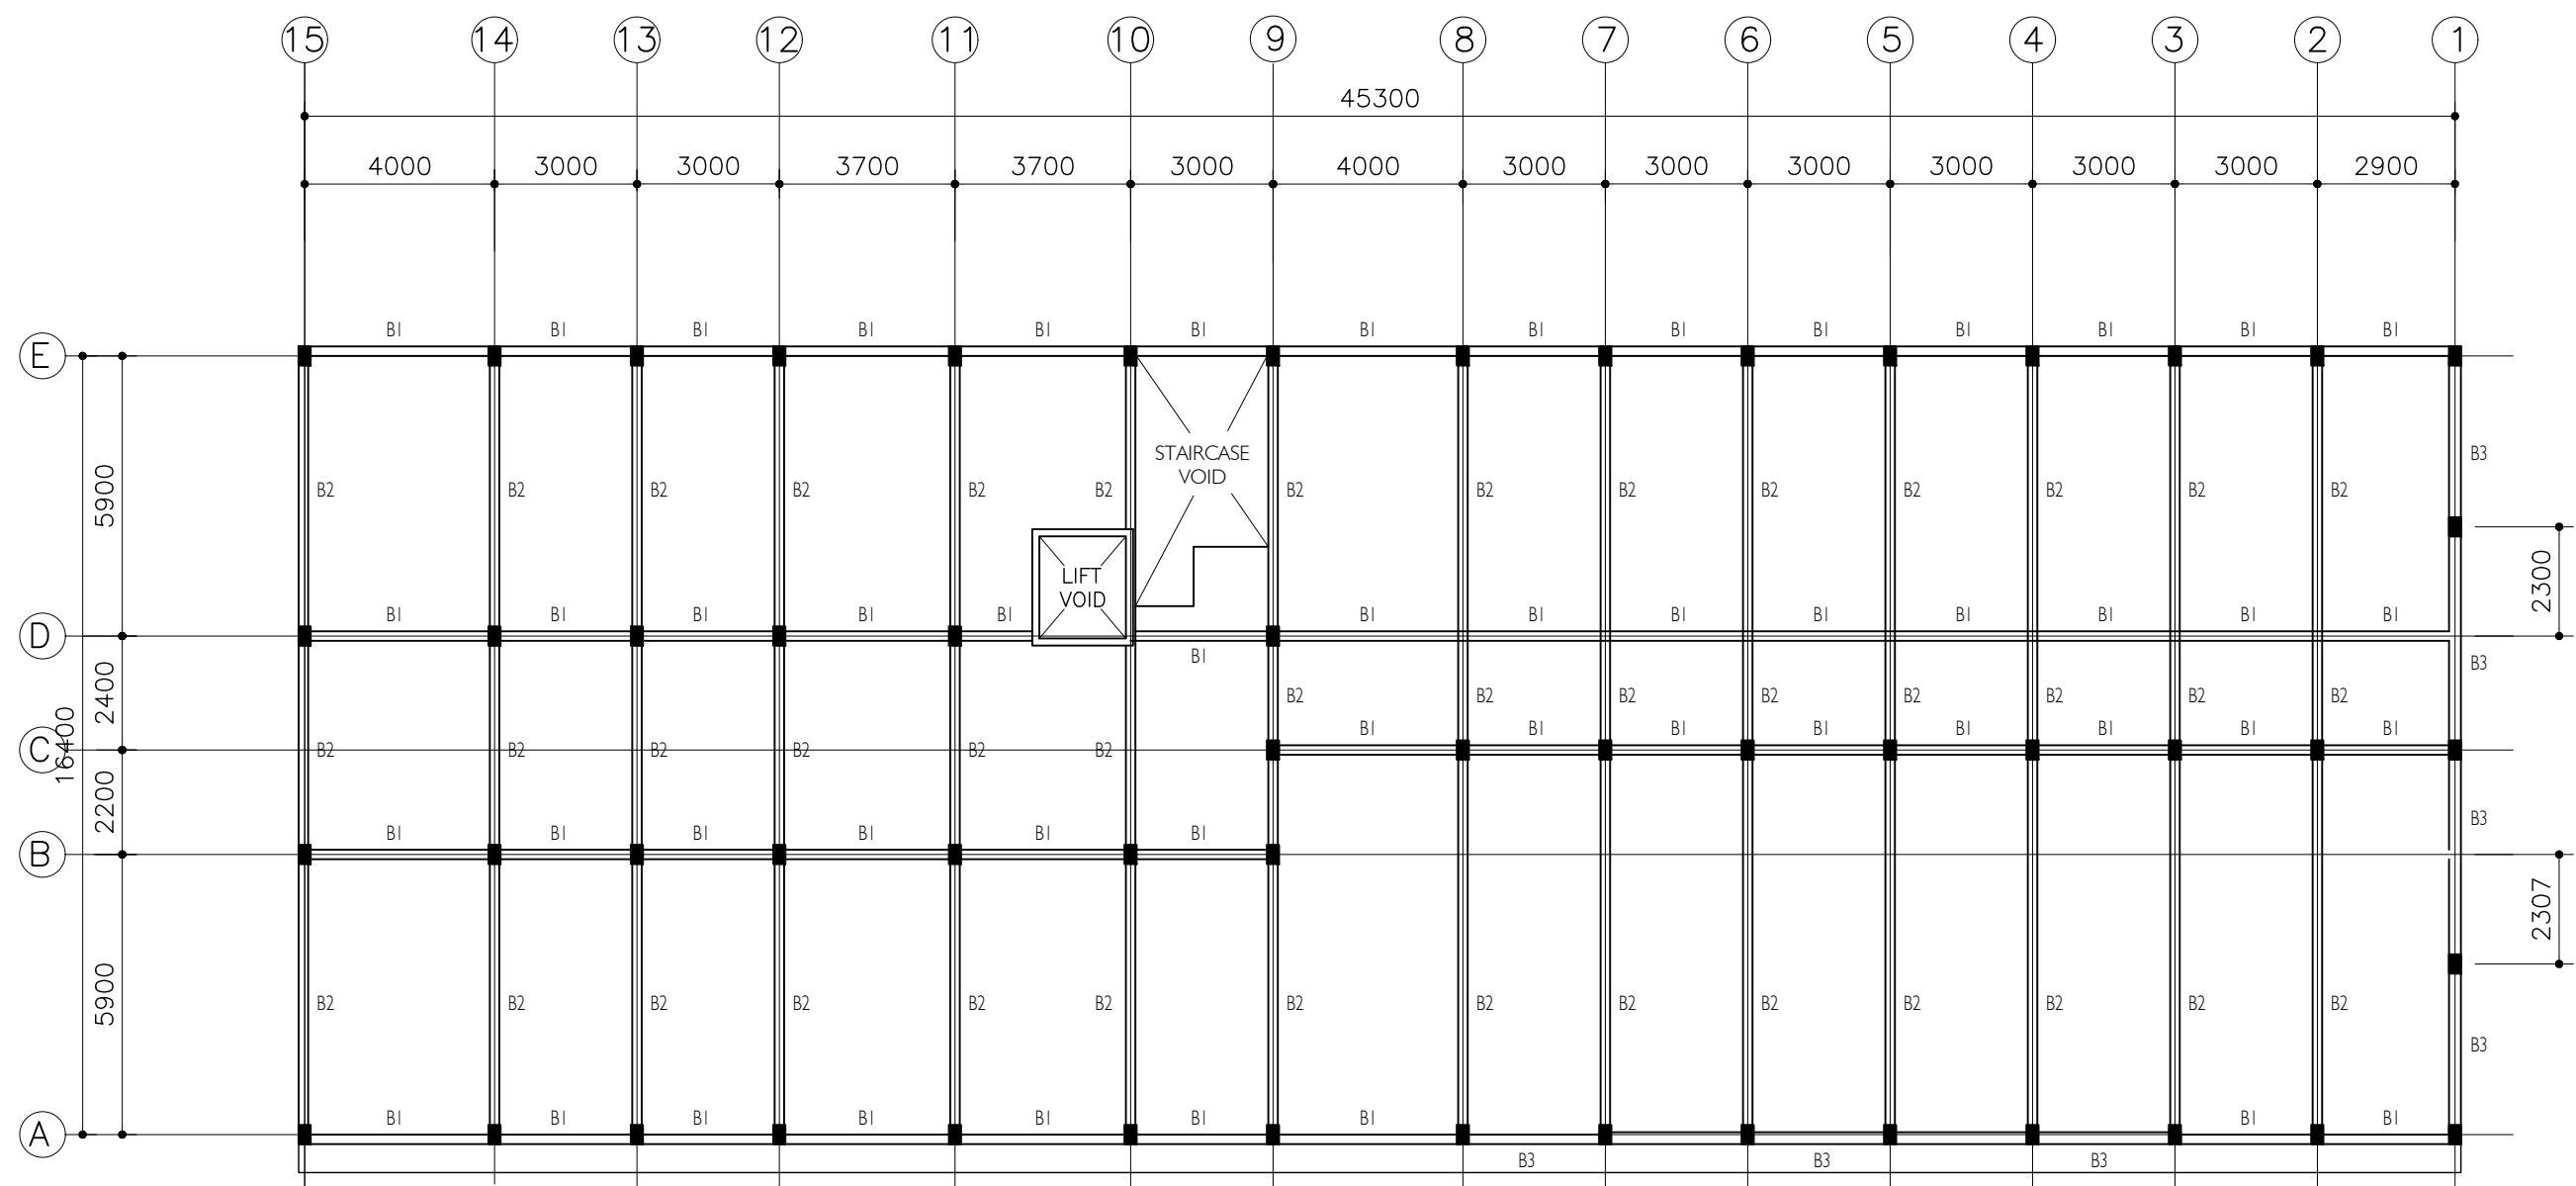 15 14 13 12 11 10 9 8 7 6 5 4 3 2 1
45300
4000 3000 3000 3700 3700 3000 4000 3000 3000 3000 3000 3000 3000 2900
B1 B1 B1 B1 B1 B1 B1 B1 B1 B1 B1 B1 B1 B1
E
STAIRCASE B3
VOID
5900 B2 B2 B2 B2 B2 B2 B2 B2 B2 B2 B2 B2 B2 B2
LIFT
VOID
2300
B1 B1 B1 B1 B1 B1 B1 B1 B1 B1 B1 B1 B1
D
B1 B3
2400 B2 B2 B2 B2 B2 B2 B2 B2
B1 B1 B1 B1 B1 B1 B1 B1
16400
C B2 B2 B2 B2 B2 B2
2200
B3
B1 B1 B1 B1 B1 B1
B
2307
5900 B2 B2 B2 B2 B2 B2 B2 B2 B2 B2 B2 B2 B2 B2
B3
B1 B1 B1 B1 B1 B1 B1 B1 B1
A
B3 B3 B3